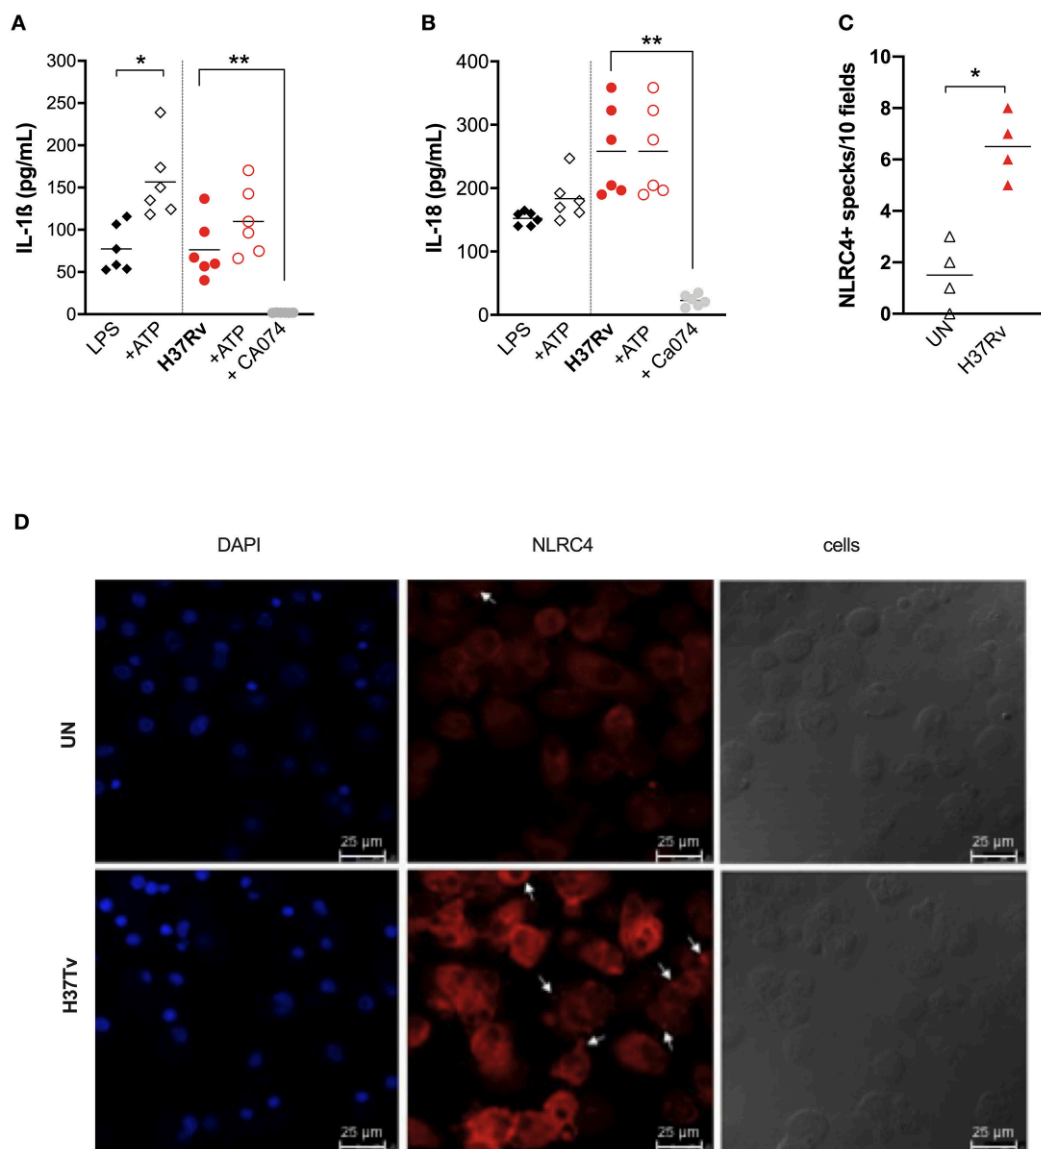 A
IL-1ß (pg/mL)
300
250
200
150
100
50
0
*
**
LPS
+ATP
H37Rv
+ATP
+ CA074
B
IL-18 (pg/mL)
400
300
200
100
0
**
LPS
+ATP
H37Rv
+ATP
+ Ca074
C
NLRC4+ specks/10 fields
10
8
6
4
2
0
*
UN
H37Rv
D
DAPI NLRC4 cells
UN
25 µm 25 µm 25 µm
H37Tv
25 µm 25 µm 25 µm